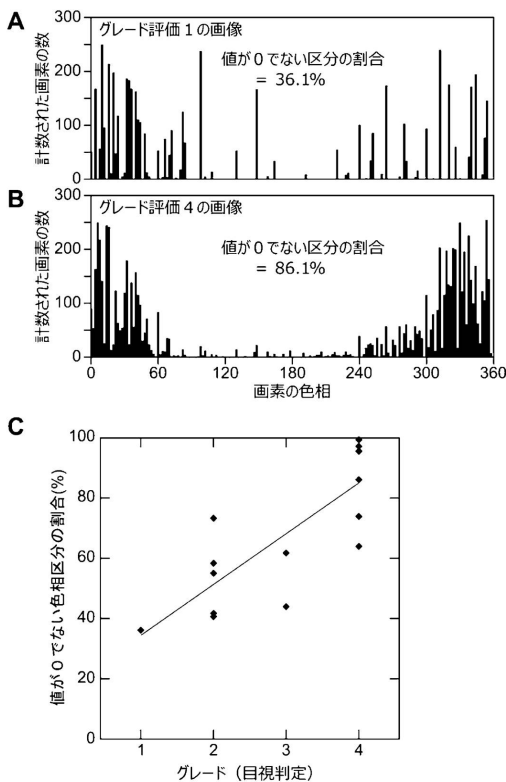 A
グレード評価1の画像
値が0でない区分の割合
= 36.1%
計数された画素の数
300
200
100
0
B
グレード評価4の画像
値が0でない区分の割合
= 86.1%
計数された画素の数
300
200
100
0
0 60 120 180 240 300 360
画素の色相
C
値が0でない色相区分の割合(%)
100
80
60
40
20
0
1 2 3 4
グレード（目視判定）